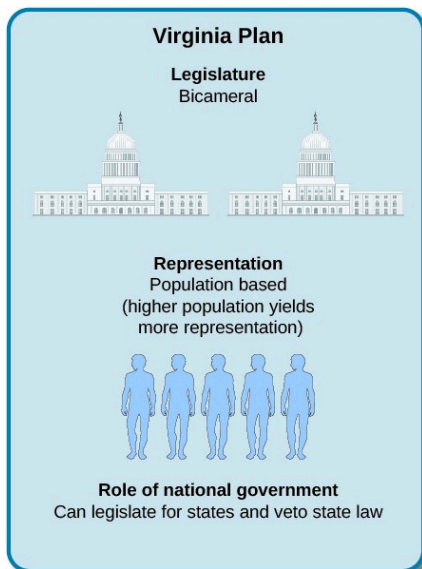 Virginia Plan
Legislature
Bicameral
Representation
Population based
(higher population yields
more representation)
Role of national government
Can legislate for states and veto state law